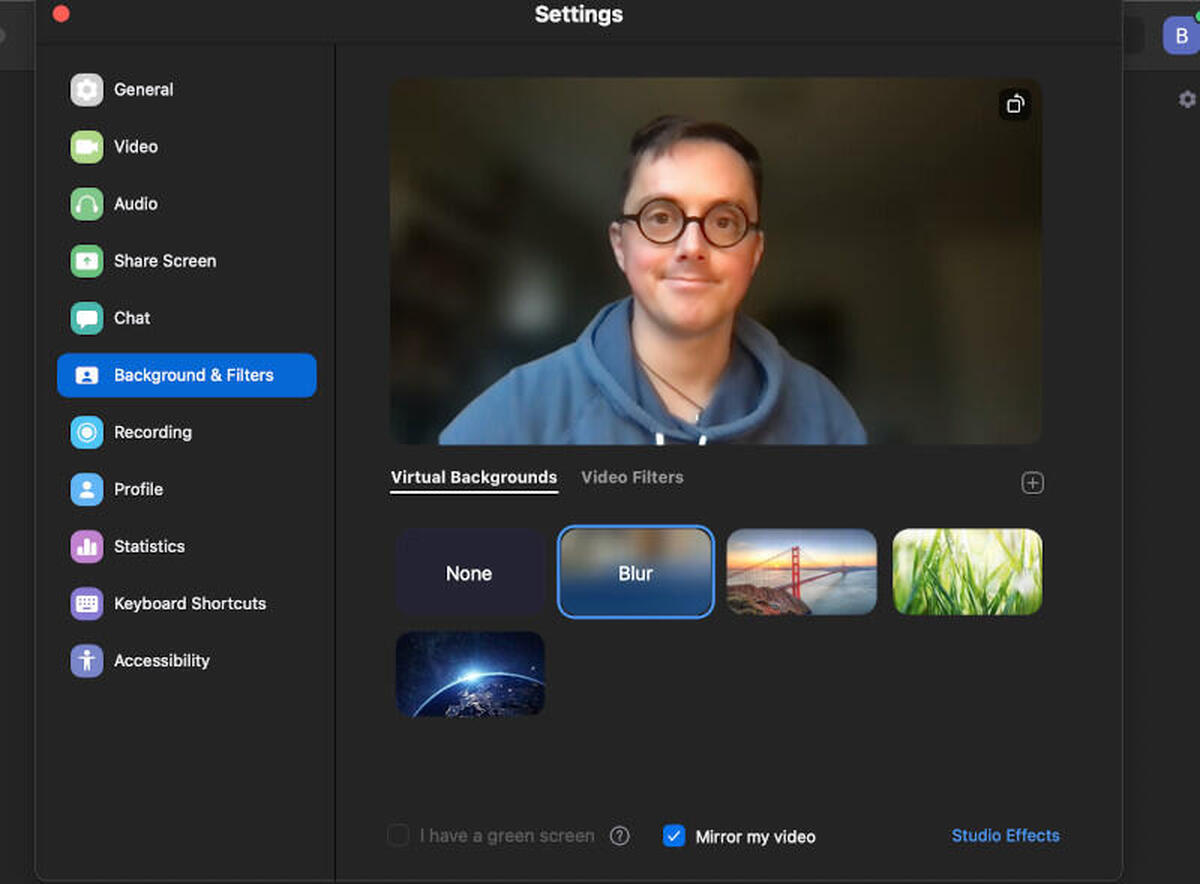 Settings
B
General
Video
Audio
Share Screen
Chat
Background & Filters
Recording
Profile
Statistics
Keyboard Shortcuts
Accessibility
Virtual Backgrounds
Video Filters
None
Blur
I have a green screen ?
Mirror my video
Studio Effects